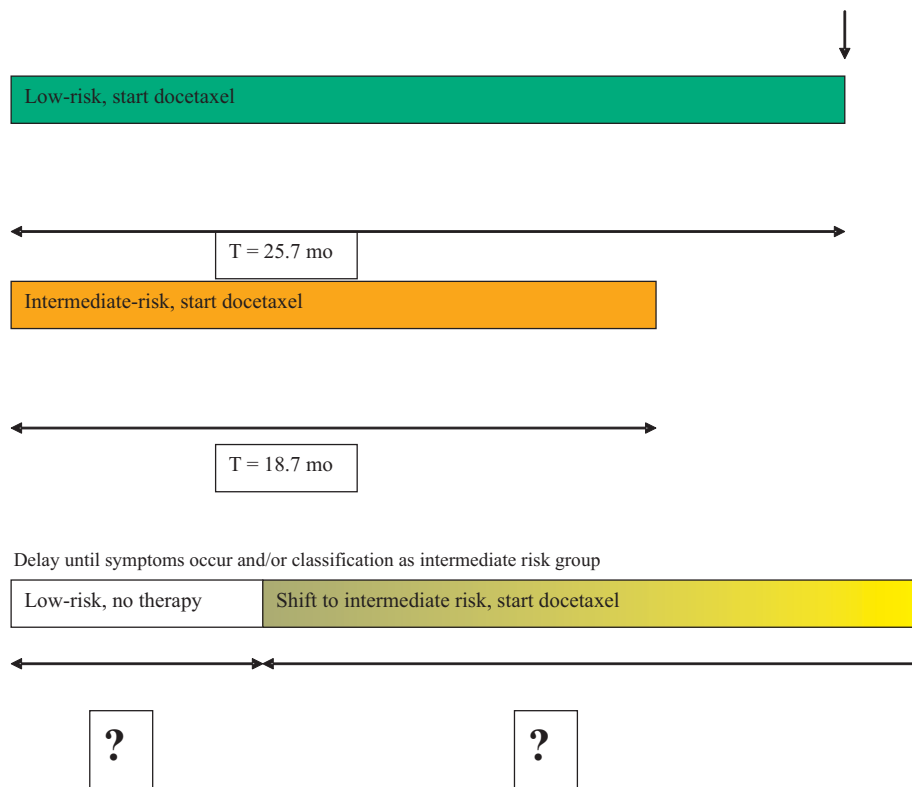 Low-risk, start docetaxel
T = 25.7 mo
Intermediate-risk, start docetaxel
T = 18.7 mo
Delay until symptoms occur and/or classification as intermediate risk group
Low-risk, no therapy Shift to intermediate risk, start docetaxel
? ?